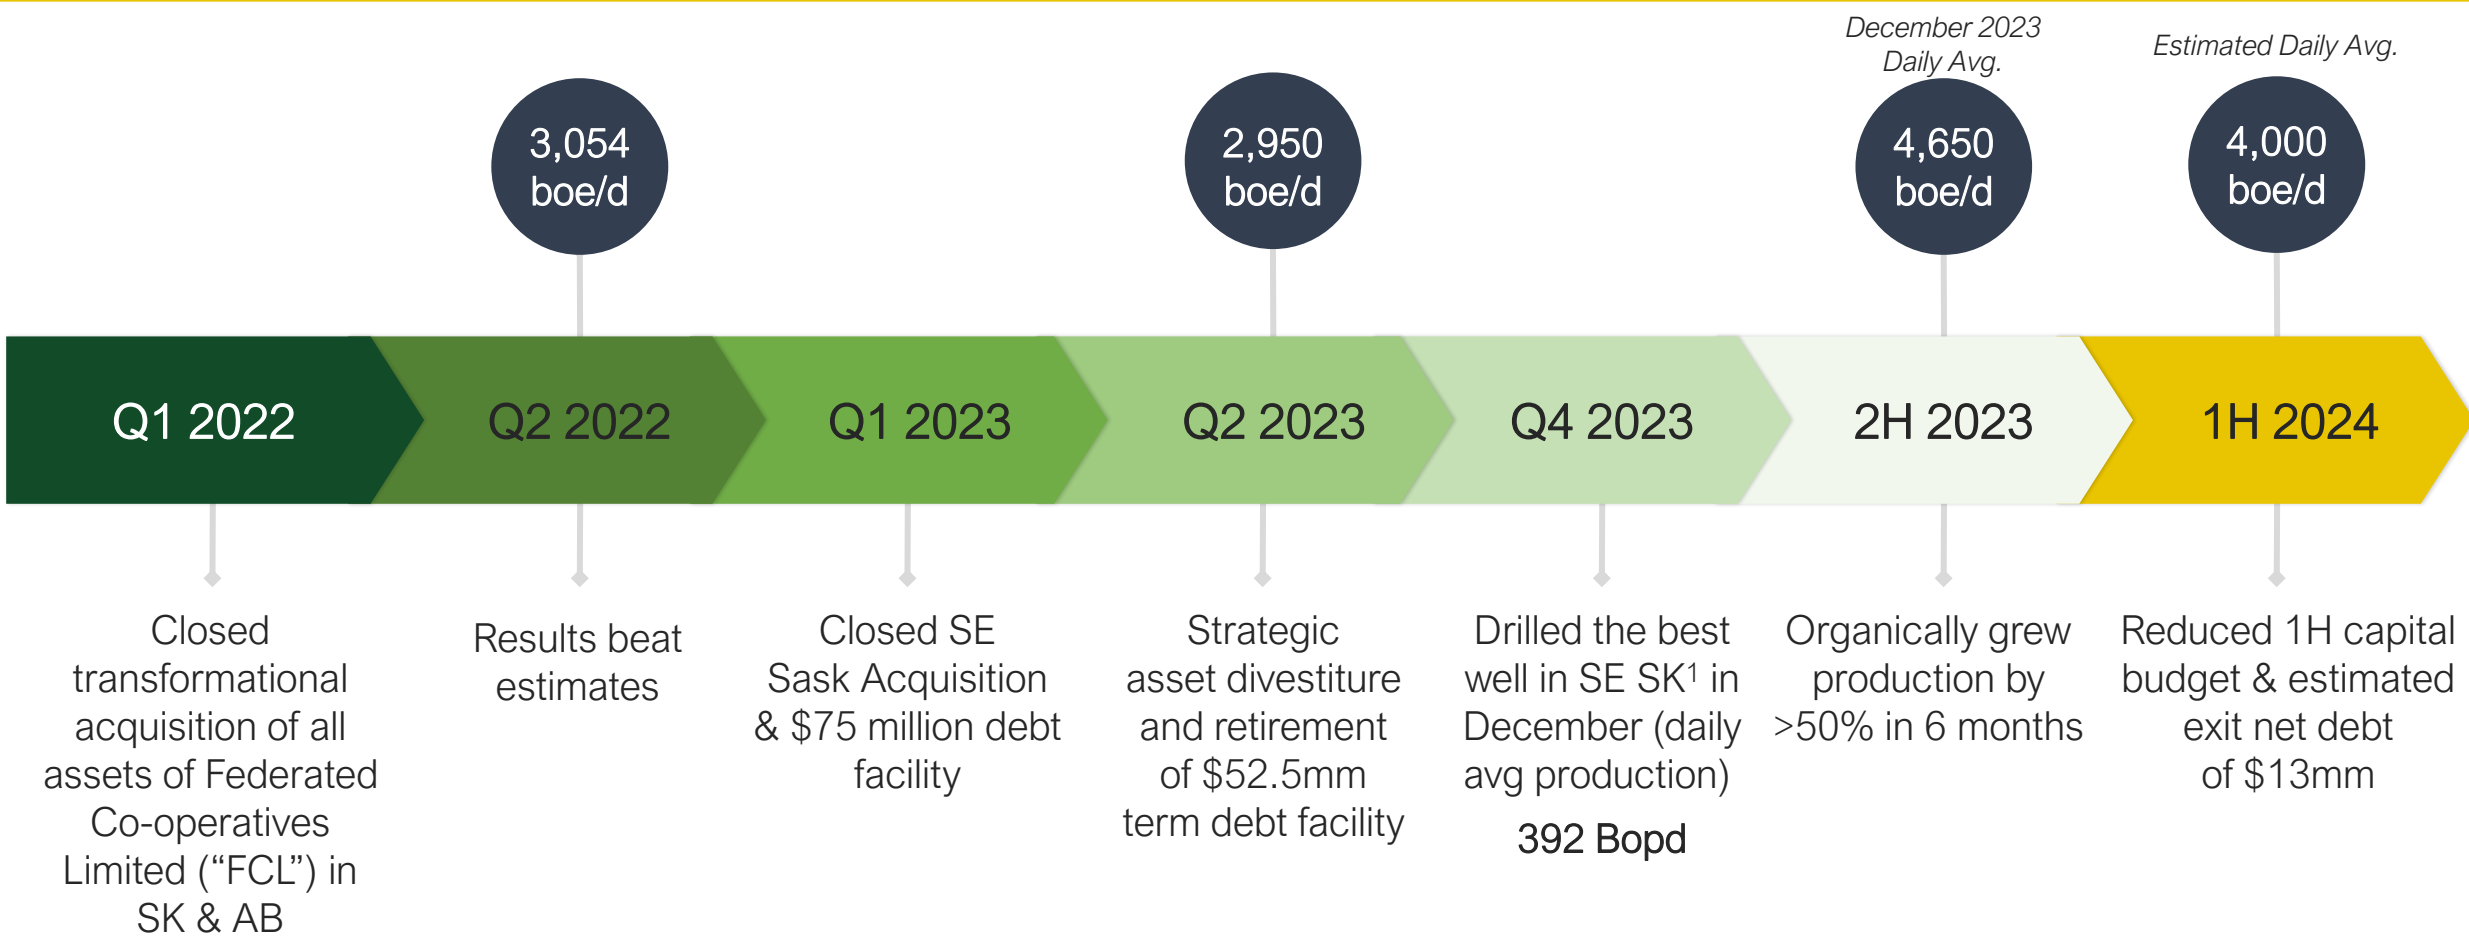 December 2023
Daily Avg.
Estimated Daily Avg.
3,054
boe/d
2,950
boe/d
4,650
boe/d
4,000
boe/d
Q1 2022
Q2 2022
Q1 2023
Q2 2023
Q4 2023
2H 2023
1H 2024
Closed
transformational
acquisition of all
assets of Federated
Co-operatives
Limited (“FCL”) in
SK & AB
Results beat
estimates
Closed SE
Sask Acquisition
& $75 million debt
facility
Strategic
asset divestiture
and retirement
of $52.5mm
term debt facility
Drilled the best
well in SE SK¹ in
December (daily
avg production)
392 Bopd
Organically grew
production by
>50% in 6 months
Reduced 1H capital
budget & estimated
exit net debt
of $13mm